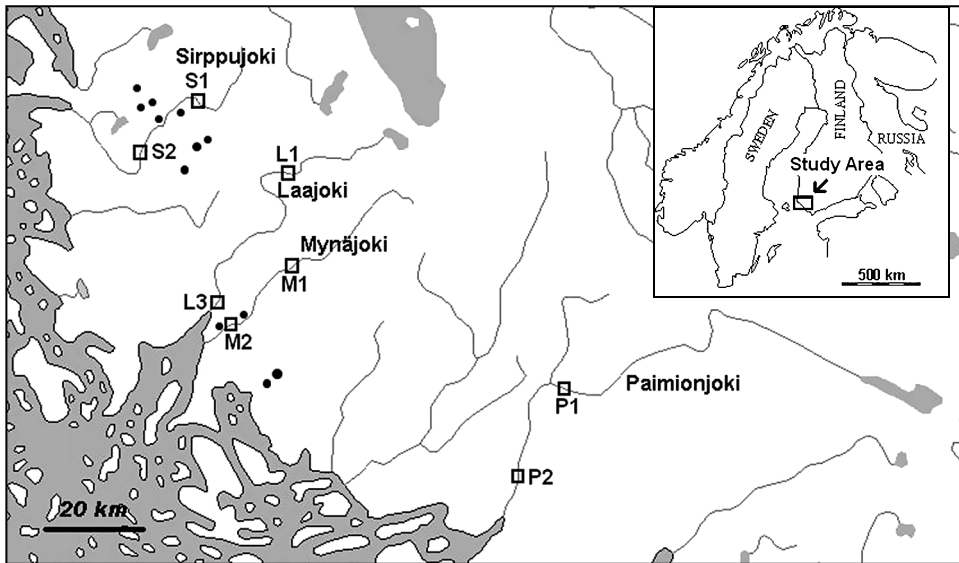 Sirppujoki
S1
S2
L1
Laajoki
Mynäjoki
M1
L3
M2
Paimionjoki
P1
P2
20 km
SWEDEN
FINLAND
RUSSIA
Study Area
500 km